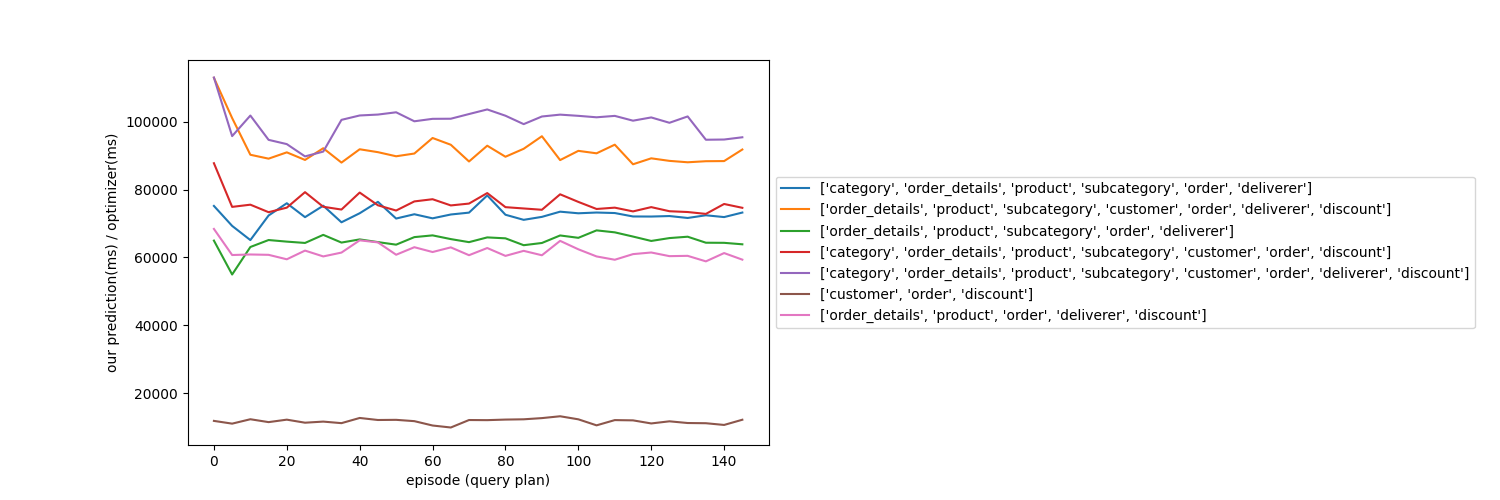 our prediction(ms) / optimizer(ms)
100000
80000
60000
40000
20000
0 20 40 60 80 100 120 140
episode (query plan)
['category', 'order_details', 'product', 'subcategory', 'order', 'deliverer']
['order_details', 'product', 'subcategory', 'customer', 'order', 'deliverer', 'discount']
['order_details', 'product', 'subcategory', 'order', 'deliverer']
['category', 'order_details', 'product', 'subcategory', 'customer', 'order', 'discount']
['category', 'order_details', 'product', 'subcategory', 'customer', 'order', 'deliverer', 'discount']
['customer', 'order', 'discount']
['order_details', 'product', 'order', 'deliverer', 'discount']